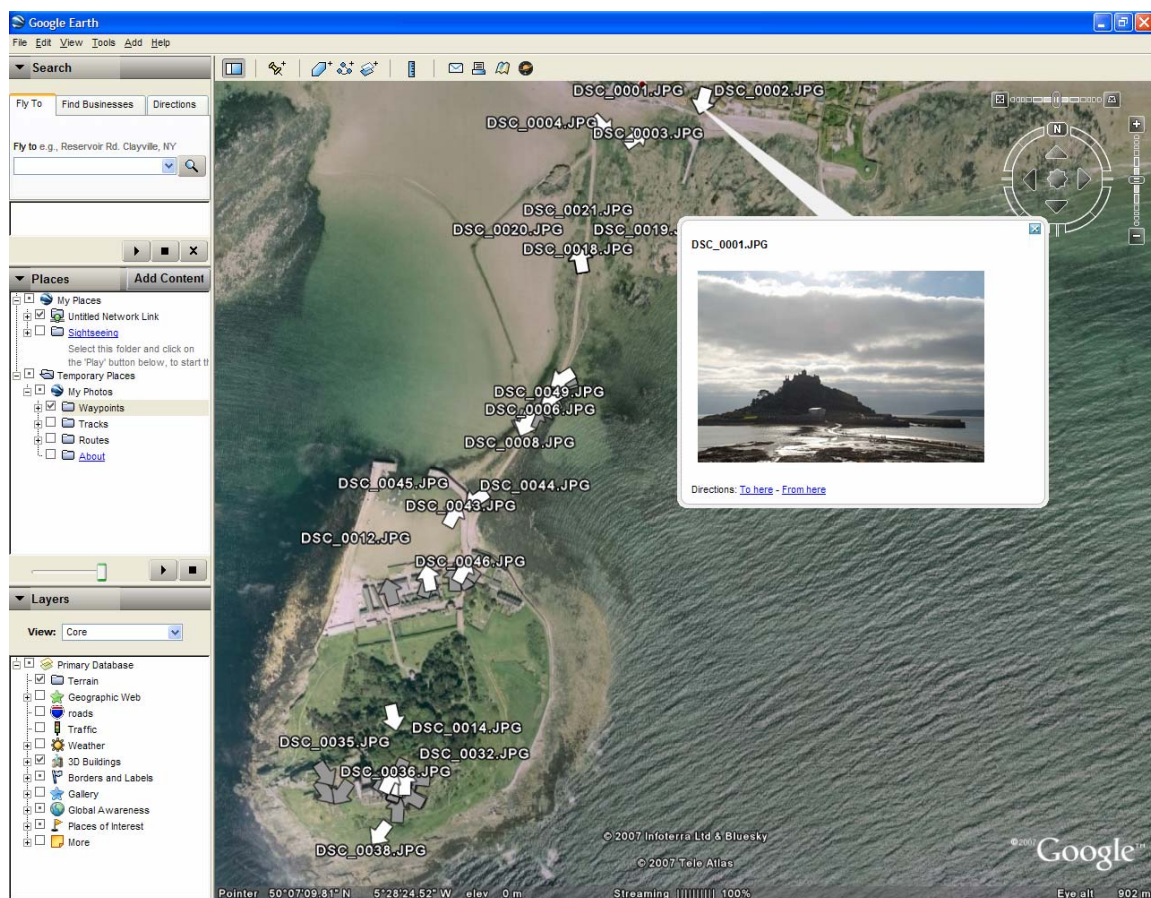 Google Earth
File Edit View Tools Add Help
Search
Fly To Find Businesses Directions
Fly to e.g., Reservoir Rd. Clayville, NY
Places Add Content
My Places
Untitled Network Link
Sightseeing
Select this folder and click on
the 'Play' button below, to start th
Temporary Places
My Photos
Waypoints
Tracks
Routes
About
Layers
View: Core
Primary Database
Terrain
Geographic Web
roads
Traffic
Weather
3D Buildings
Borders and Labels
Gallery
Global Awareness
Places of Interest
More
DSC_0001.JPG DSC_0002.JPG
DSC_0004.JPG DSC_0003.JPG
N
DSC_0021.JPG
DSC_0020.JPG DSC_0019.
DSC_0018.JPG
DSC_0001.JPG
Directions: To here - From here
DSC_0049.JPG
DSC_0006.JPG
DSC_0008.JPG
DSC_0045.JPG DSC_0044.JPG
DSC_0043.JPG
DSC_0012.JPG
DSC_0046.JPG
DSC_0014.JPG
DSC_0035.JPG DSC_0032.JPG
DSC_0036.JPG
DSC_0038.JPG
© 2007 Infoterra Ltd & Bluesky
© 2007 Tele Atlas
©2007 Google™
Pointer 50°07'09.81" N 5°28'24.52" W elev 0 m Streaming |||||||||| 100% Eye alt 902 m